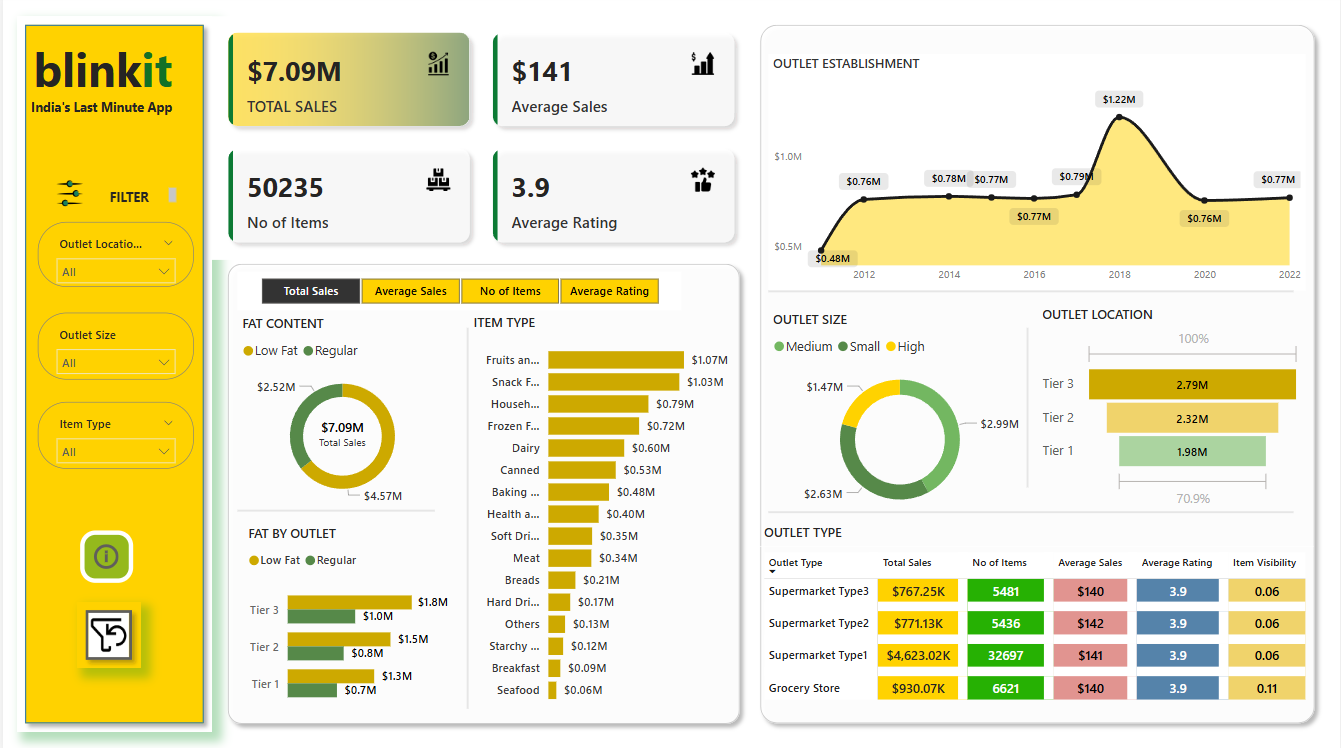 blinkit
India's Last Minute App
FILTER
Outlet Locatio...
All
Outlet Size
All
Item Type
All
$7.09M
TOTAL SALES
$141
Average Sales
50235
No of Items
3.9
Average Rating
Total Sales Average Sales No of Items Average Rating
FAT CONTENT
Low Fat Regular
$2.52M
$7.09M
Total Sales
$4.57M
FAT BY OUTLET
Low Fat Regular
Tier 3 $1.8M
$1.0M
Tier 2 $1.5M
$0.8M
Tier 1 $1.3M
$0.7M
ITEM TYPE
Fruits an... $1.07M
Snack F... $1.03M
Househ... $0.79M
Frozen F... $0.72M
Dairy $0.60M
Canned $0.53M
Baking ... $0.48M
Health a... $0.40M
Soft Dri... $0.35M
Meat $0.34M
Breads $0.21M
Hard Dri... $0.17M
Others $0.13M
Starchy ... $0.12M
Breakfast $0.09M
Seafood $0.06M
OUTLET ESTABLISHMENT
$1.22M
$1.0M
$0.76M $0.78M $0.77M $0.79M $0.77M
$0.77M $0.76M
$0.5M
$0.48M
2012 2014 2016 2018 2020 2022
OUTLET SIZE
Medium Small High
$1.47M
$2.99M
$2.63M
OUTLET LOCATION
100%
Tier 3 2.79M
Tier 2 2.32M
Tier 1 1.98M
70.9%
OUTLET TYPE
Outlet Type Total Sales No of Items Average Sales Average Rating Item Visibility
Supermarket Type3 $767.25K 5481 $140 3.9 0.06
Supermarket Type2 $771.13K 5436 $142 3.9 0.06
Supermarket Type1 $4,623.02K 32697 $141 3.9 0.06
Grocery Store $930.07K 6621 $140 3.9 0.11